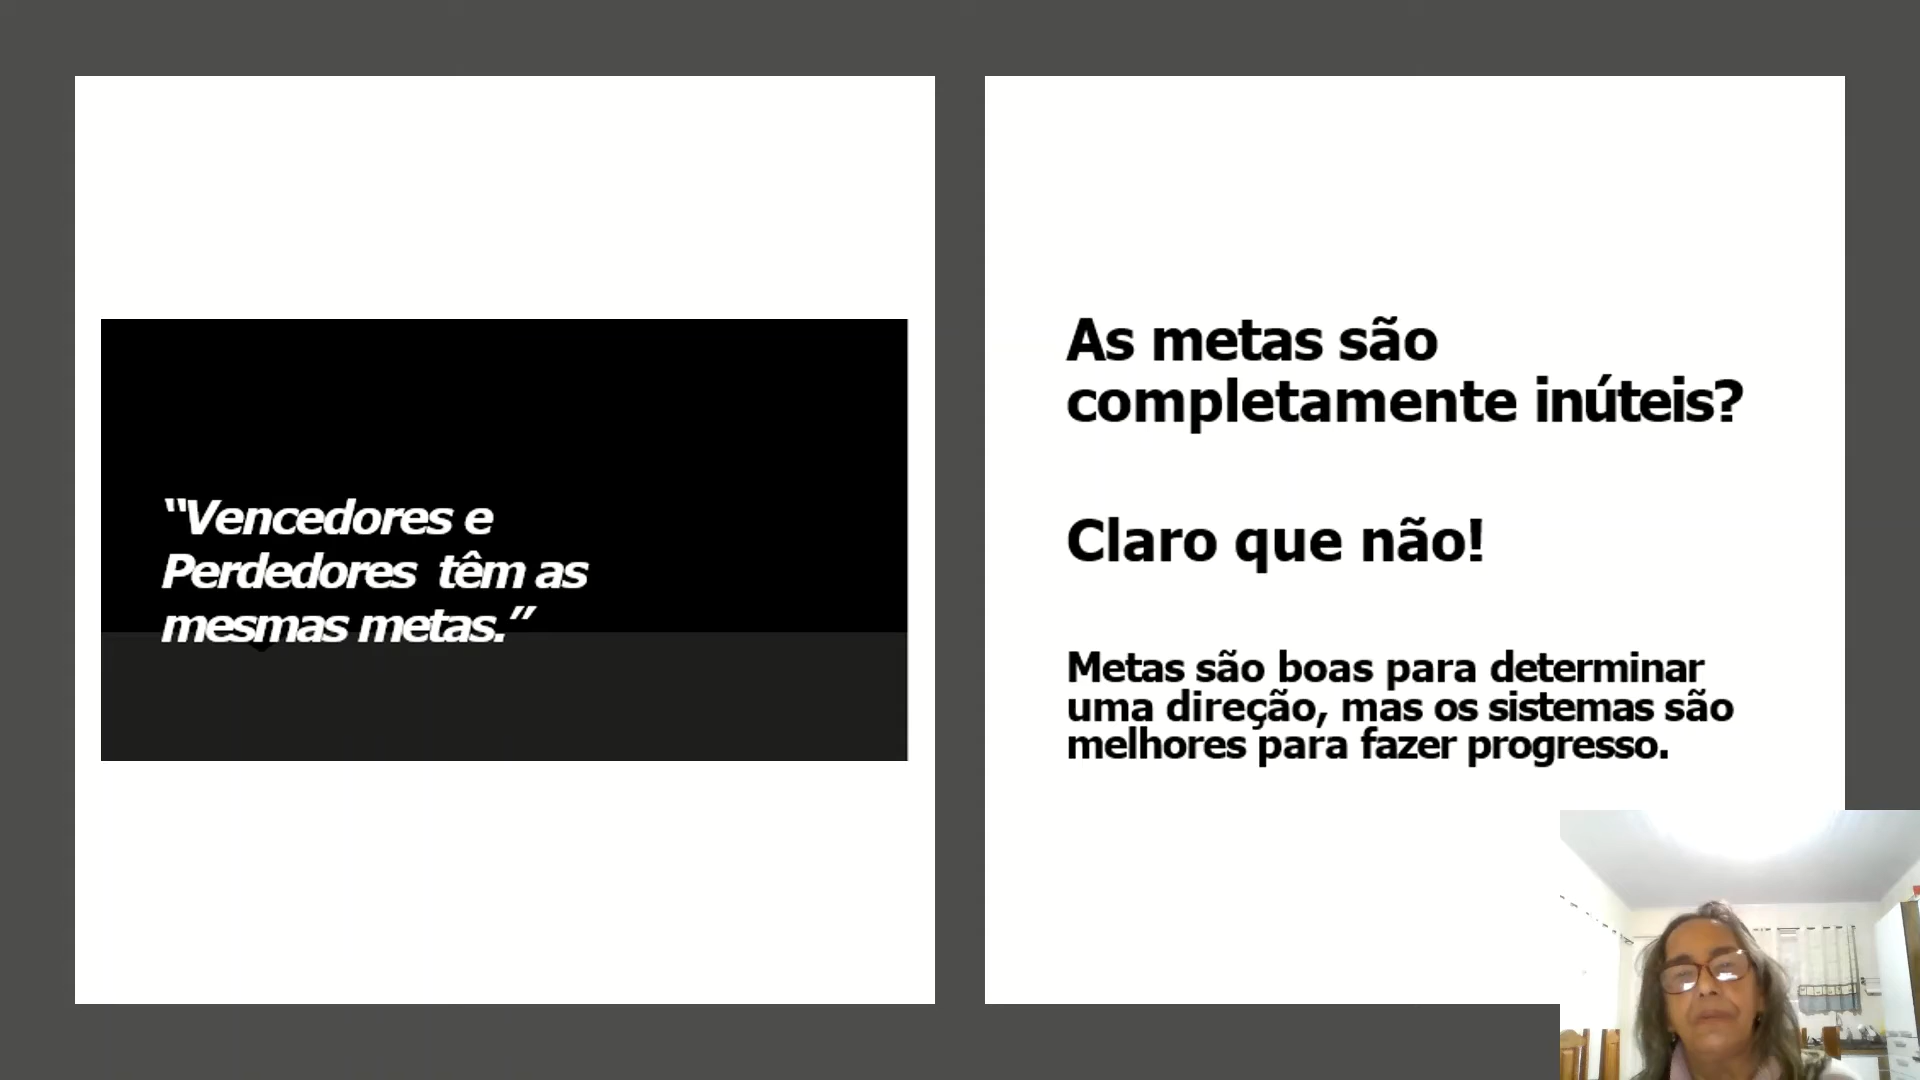 “Vencedores e
Perdedores têm as
mesmas metas.”
As metas são
completamente inúteis?
Claro que não!
Metas são boas para determinar
uma direção, mas os sistemas são
melhores para fazer progresso.